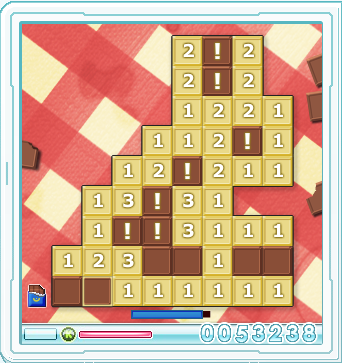 2 ! 2
2 ! 2
1 2 2 1
1 1 2 ! 1
1 2 ! 2 1 1
1 3 ! 3 1
1 ! ! 3 1 1 1
1 2 3 1
1 1 1 1 1 1
0053238